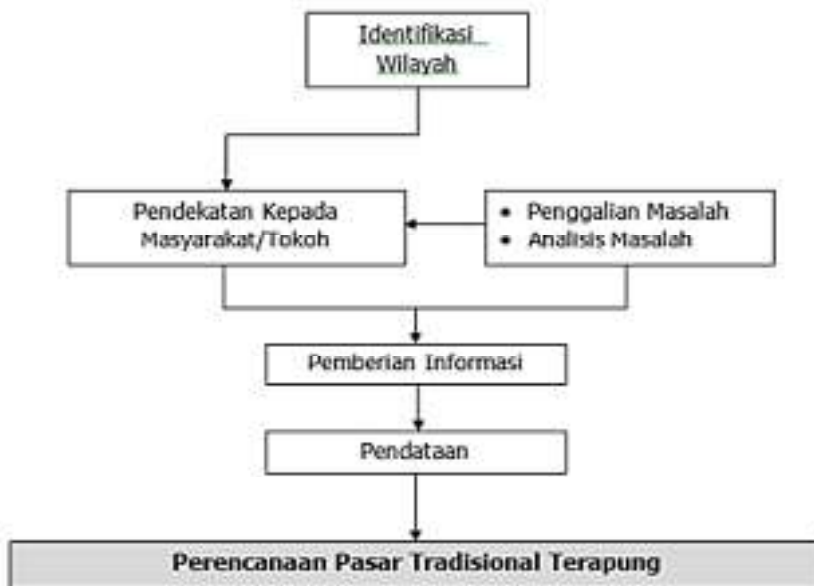 Identifikasi
Wilayah
Pendekatan Kepada
Masyarakat/Tokoh
• Penggalian Masalah
• Analisis Masalah
Pemberian Informasi
Pendataan
Perencanaan Pasar Tradisional Terapung